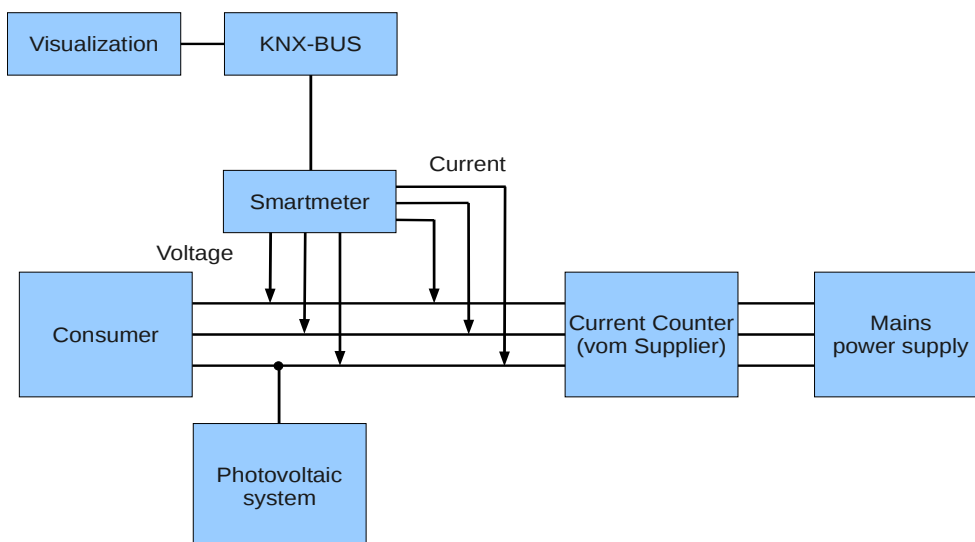 Visualization
KNX-BUS
Current
Smartmeter
Voltage
Consumer
Current Counter
(vom Supplier)
Mains
power supply
Photovoltaic
system